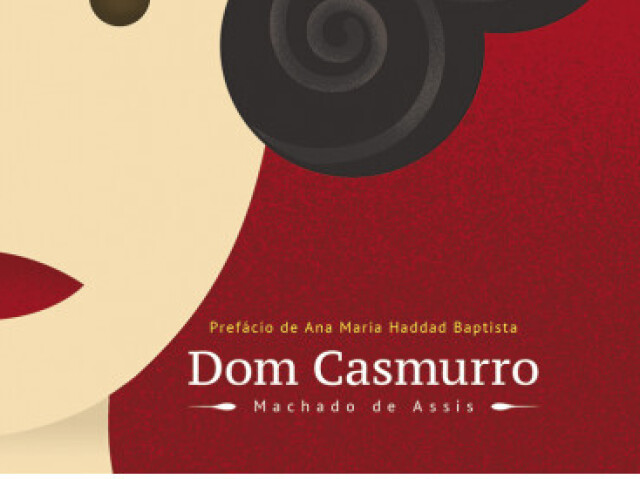 Prefácio de Ana Maria Haddad Baptista
Dom Casmurro
Machado de Assis